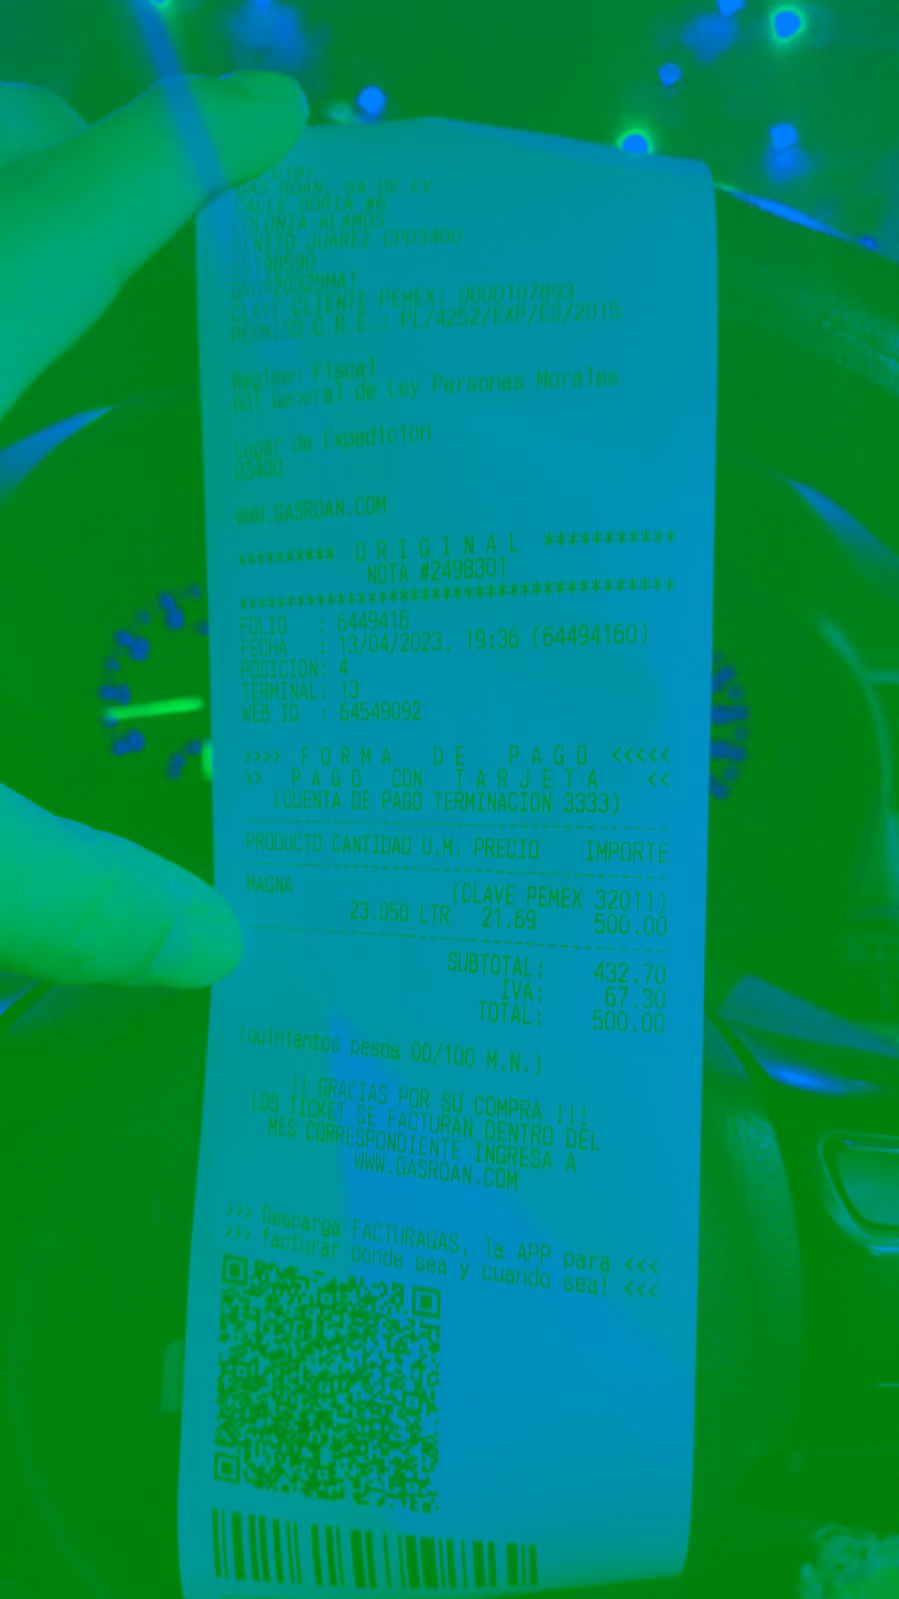 GAS ROAN, SA DE CV
CALLE SORIA #6
COLONIA ALAMOS
BENITO JUAREZ CP03400
55198590
GRO920325MA1
CLAVE CLIENTE PEMEX: 0000107893
PERMISO C.R.E.: PL/4252/EXP/ES/2015
Regimen Fiscal
601 General de Ley Personas Morales
Lugar de Expedicion
03400
WWW.GASROAN.COM
********** O R I G I N A L ***********
NOTA #2498301
**************************************
FOLIO : 6449416
FECHA : 13/04/2023, 19:36 (64494160)
POSICION: 4
TERMINAL: 13
WEB ID : 64549092
>>>> F O R M A D E P A G O <<<<<
>> P A G O CON T A R J E T A <<
(CUENTA DE PAGO TERMINACION 3333)
PRODUCTO CANTIDAD U.M. PRECIO IMPORTE
MAGNA (CLAVE PEMEX 32011)
23.050 LTR 21.69 500.00
SUBTOTAL: 432.70
IVA: 67.30
TOTAL: 500.00
(quinientos pesos 00/100 M.N.)
!! GRACIAS POR SU COMPRA !!!
LOS TICKET SE FACTURAN DENTRO DEL
MES CORRESPONDIENTE INGRESA A
WWW.GASROAN.COM
>>> Descarga FACTURAGAS, la APP para <<<
>>> facturar donde sea y cuando sea! <<<